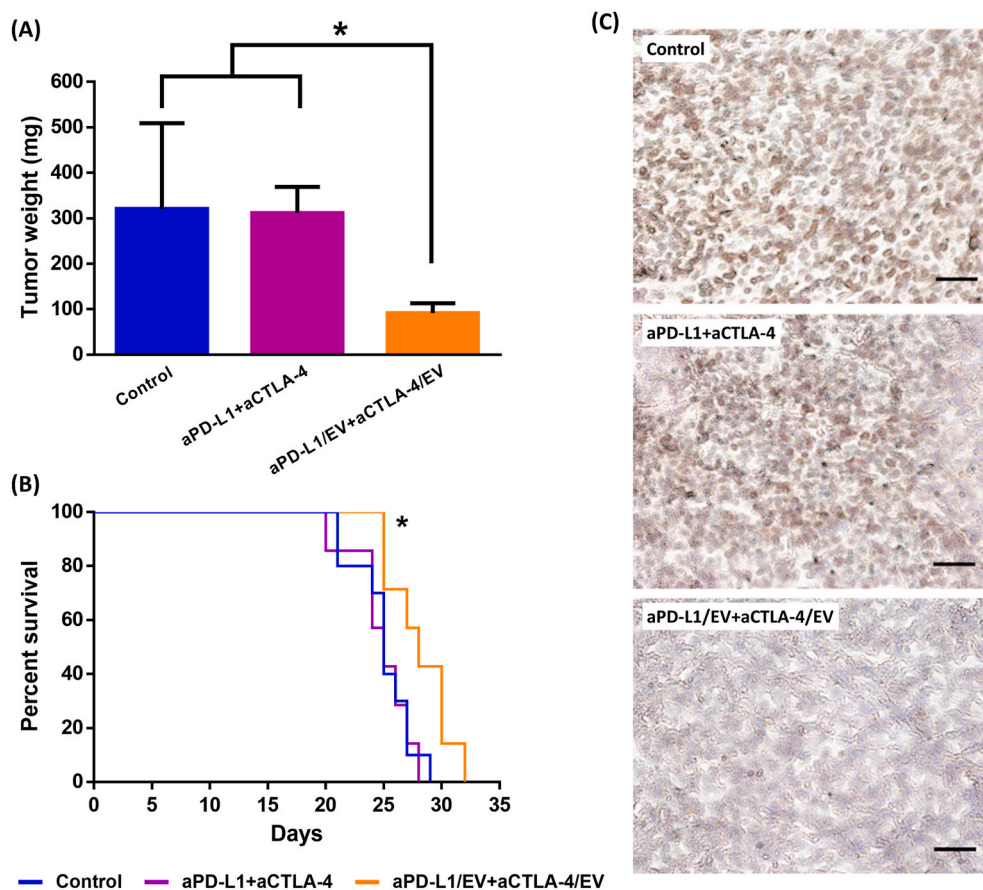 (A)
*
Tumor weight (mg)
600
500
400
300
200
100
0
Control
aPD-L1+aCTLA-4
aPD-L1/EV+aCTLA-4/EV
(B)
*
Percent survival
100
80
60
40
20
0
0 5 10 15 20 25 30 35
Days
Control aPD-L1+aCTLA-4 aPD-L1/EV+aCTLA-4/EV
(C)
Control
aPD-L1+aCTLA-4
aPD-L1/EV+aCTLA-4/EV